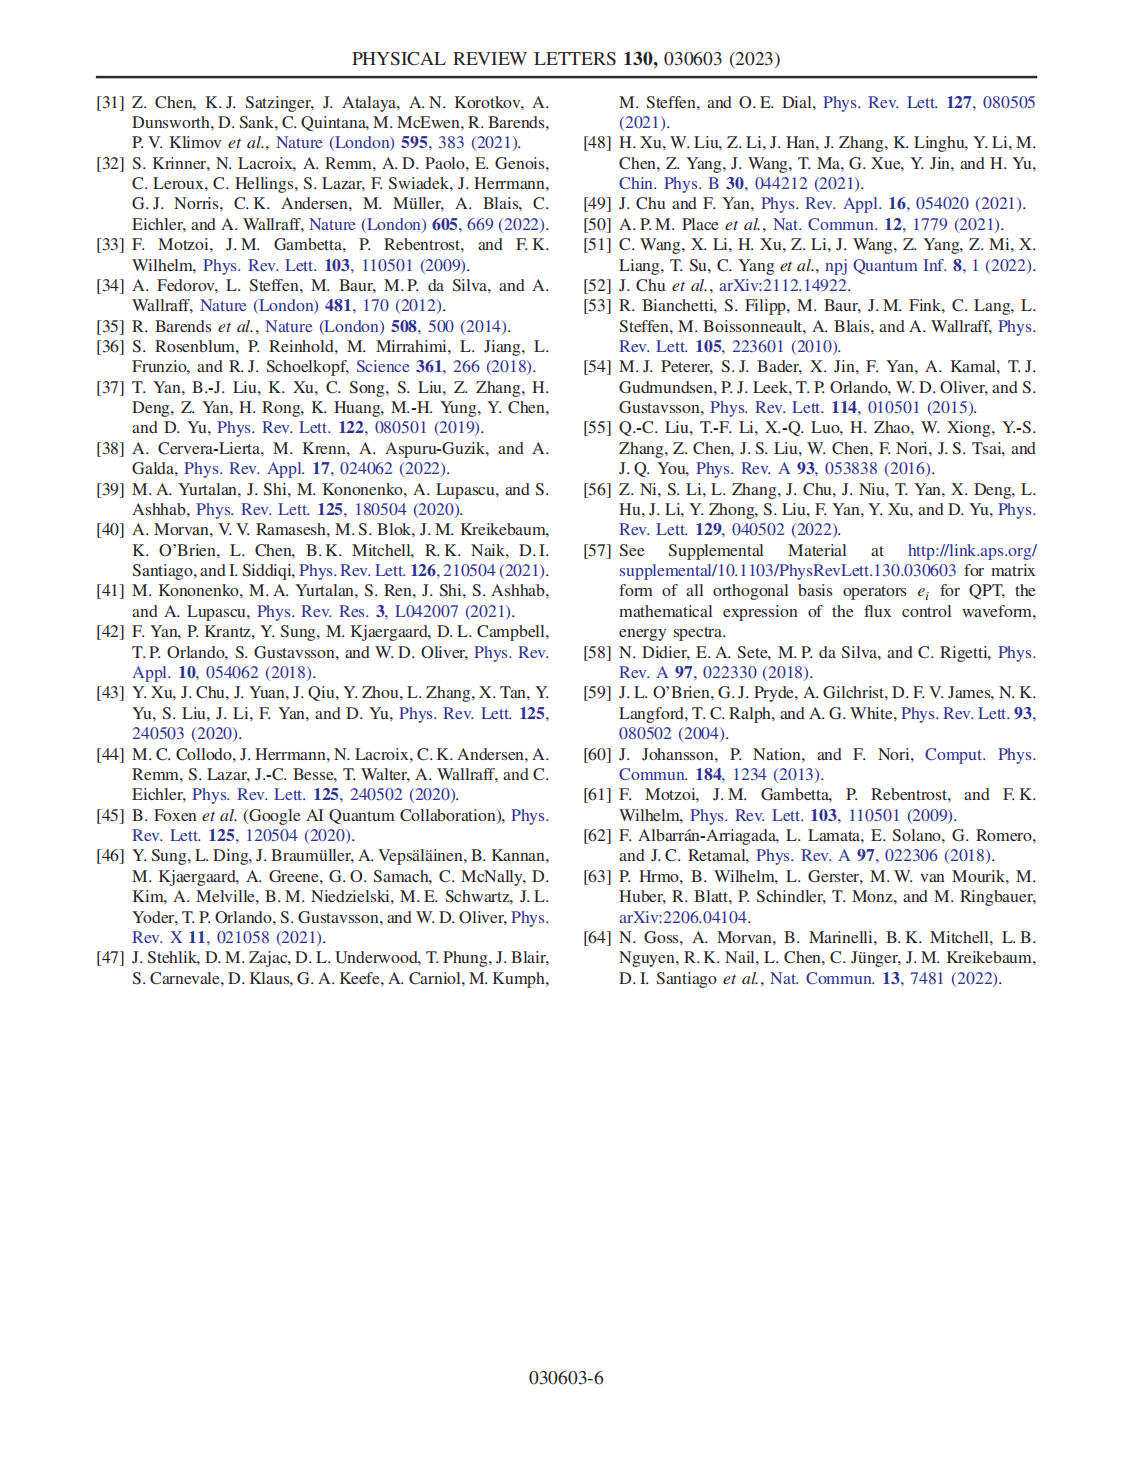 PHYSICAL REVIEW LETTERS 130, 030603 (2023)
[31] Z. Chen, K. J. Satzinger, J. Atalaya, A. N. Korotkov, A.
Dunsworth, D. Sank, C. Quintana, M. McEwen, R. Barends,
P. V. Klimov et al., Nature (London) 595, 383 (2021).
[32] S. Krinner, N. Lacroix, A. Remm, A. D. Paolo, E. Genois,
C. Leroux, C. Hellings, S. Lazar, F. Swiadek, J. Herrmann,
G. J. Norris, C. K. Andersen, M. Müller, A. Blais, C.
Eichler, and A. Wallraff, Nature (London) 605, 669 (2022).
[33] F. Motzoi, J. M. Gambetta, P. Rebentrost, and F. K.
Wilhelm, Phys. Rev. Lett. 103, 110501 (2009).
[34] A. Fedorov, L. Steffen, M. Baur, M. P. da Silva, and A.
Wallraff, Nature (London) 481, 170 (2012).
[35] R. Barends et al., Nature (London) 508, 500 (2014).
[36] S. Rosenblum, P. Reinhold, M. Mirrahimi, L. Jiang, L.
Frunzio, and R. J. Schoelkopf, Science 361, 266 (2018).
[37] T. Yan, B.-J. Liu, K. Xu, C. Song, S. Liu, Z. Zhang, H.
Deng, Z. Yan, H. Rong, K. Huang, M.-H. Yung, Y. Chen,
and D. Yu, Phys. Rev. Lett. 122, 080501 (2019).
[38] A. Cervera-Lierta, M. Krenn, A. Aspuru-Guzik, and A.
Galda, Phys. Rev. Appl. 17, 024062 (2022).
[39] M. A. Yurtalan, J. Shi, M. Kononenko, A. Lupascu, and S.
Ashhab, Phys. Rev. Lett. 125, 180504 (2020).
[40] A. Morvan, V. V. Ramasesh, M. S. Blok, J. M. Kreikebaum,
K. O'Brien, L. Chen, B. K. Mitchell, R. K. Naik, D. I.
Santiago, and I. Siddiqi, Phys. Rev. Lett. 126, 210504 (2021).
[41] M. Kononenko, M. A. Yurtalan, S. Ren, J. Shi, S. Ashhab,
and A. Lupascu, Phys. Rev. Res. 3, L042007 (2021).
[42] F. Yan, P. Krantz, Y. Sung, M. Kjaergaard, D. L. Campbell,
T. P. Orlando, S. Gustavsson, and W. D. Oliver, Phys. Rev.
Appl. 10, 054062 (2018).
[43] Y. Xu, J. Chu, J. Yuan, J. Qiu, Y. Zhou, L. Zhang, X. Tan, Y.
Yu, S. Liu, J. Li, F. Yan, and D. Yu, Phys. Rev. Lett. 125,
240503 (2020).
[44] M. C. Collodo, J. Herrmann, N. Lacroix, C. K. Andersen, A.
Remm, S. Lazar, J.-C. Besse, T. Walter, A. Wallraff, and C.
Eichler, Phys. Rev. Lett. 125, 240502 (2020).
[45] B. Foxen et al. (Google AI Quantum Collaboration), Phys.
Rev. Lett. 125, 120504 (2020).
[46] Y. Sung, L. Ding, J. Braumüller, A. Vepsäläinen, B. Kannan,
M. Kjaergaard, A. Greene, G. O. Samach, C. McNally, D.
Kim, A. Melville, B. M. Niedzielski, M. E. Schwartz, J. L.
Yoder, T. P. Orlando, S. Gustavsson, and W. D. Oliver, Phys.
Rev. X 11, 021058 (2021).
[47] J. Stehlik, D. M. Zajac, D. L. Underwood, T. Phung, J. Blair,
S. Carnevale, D. Klaus, G. A. Keefe, A. Carniol, M. Kumph,
M. Steffen, and O. E. Dial, Phys. Rev. Lett. 127, 080505
(2021).
[48] H. Xu, W. Liu, Z. Li, J. Han, J. Zhang, K. Linghu, Y. Li, M.
Chen, Z. Yang, J. Wang, T. Ma, G. Xue, Y. Jin, and H. Yu,
Chin. Phys. B 30, 044212 (2021).
[49] J. Chu and F. Yan, Phys. Rev. Appl. 16, 054020 (2021).
[50] A. P. M. Place et al., Nat. Commun. 12, 1779 (2021).
[51] C. Wang, X. Li, H. Xu, Z. Li, J. Wang, Z. Yang, Z. Mi, X.
Liang, T. Su, C. Yang et al., npj Quantum Inf. 8, 1 (2022).
[52] J. Chu et al., arXiv:2112.14922.
[53] R. Bianchetti, S. Filipp, M. Baur, J. M. Fink, C. Lang, L.
Steffen, M. Boissonneault, A. Blais, and A. Wallraff, Phys.
Rev. Lett. 105, 223601 (2010).
[54] M. J. Peterer, S. J. Bader, X. Jin, F. Yan, A. Kamal, T. J.
Gudmundsen, P. J. Leek, T. P. Orlando, W. D. Oliver, and S.
Gustavsson, Phys. Rev. Lett. 114, 010501 (2015).
[55] Q.-C. Liu, T.-F. Li, X.-Q. Luo, H. Zhao, W. Xiong, Y.-S.
Zhang, Z. Chen, J. S. Liu, W. Chen, F. Nori, J. S. Tsai, and
J. Q. You, Phys. Rev. A 93, 053838 (2016).
[56] Z. Ni, S. Li, L. Zhang, J. Chu, J. Niu, T. Yan, X. Deng, L.
Hu, J. Li, Y. Zhong, S. Liu, F. Yan, Y. Xu, and D. Yu, Phys.
Rev. Lett. 129, 040502 (2022).
[57] See Supplemental Material at http://link.aps.org/
supplemental/10.1103/PhysRevLett.130.030603 for matrix
form of all orthogonal basis operators ei for QPT, the
mathematical expression of the flux control waveform,
energy spectra.
[58] N. Didier, E. A. Sete, M. P. da Silva, and C. Rigetti, Phys.
Rev. A 97, 022330 (2018).
[59] J. L. O'Brien, G. J. Pryde, A. Gilchrist, D. F. V. James, N. K.
Langford, T. C. Ralph, and A. G. White, Phys. Rev. Lett. 93,
080502 (2004).
[60] J. Johansson, P. Nation, and F. Nori, Comput. Phys.
Commun. 184, 1234 (2013).
[61] F. Motzoi, J. M. Gambetta, P. Rebentrost, and F. K.
Wilhelm, Phys. Rev. Lett. 103, 110501 (2009).
[62] F. Albarrán-Arriagada, L. Lamata, E. Solano, G. Romero,
and J. C. Retamal, Phys. Rev. A 97, 022306 (2018).
[63] P. Hrmo, B. Wilhelm, L. Gerster, M. W. van Mourik, M.
Huber, R. Blatt, P. Schindler, T. Monz, and M. Ringbauer,
arXiv:2206.04104.
[64] N. Goss, A. Morvan, B. Marinelli, B. K. Mitchell, L. B.
Nguyen, R. K. Nail, L. Chen, C. Jünger, J. M. Kreikebaum,
D. I. Santiago et al., Nat. Commun. 13, 7481 (2022).
030603-6